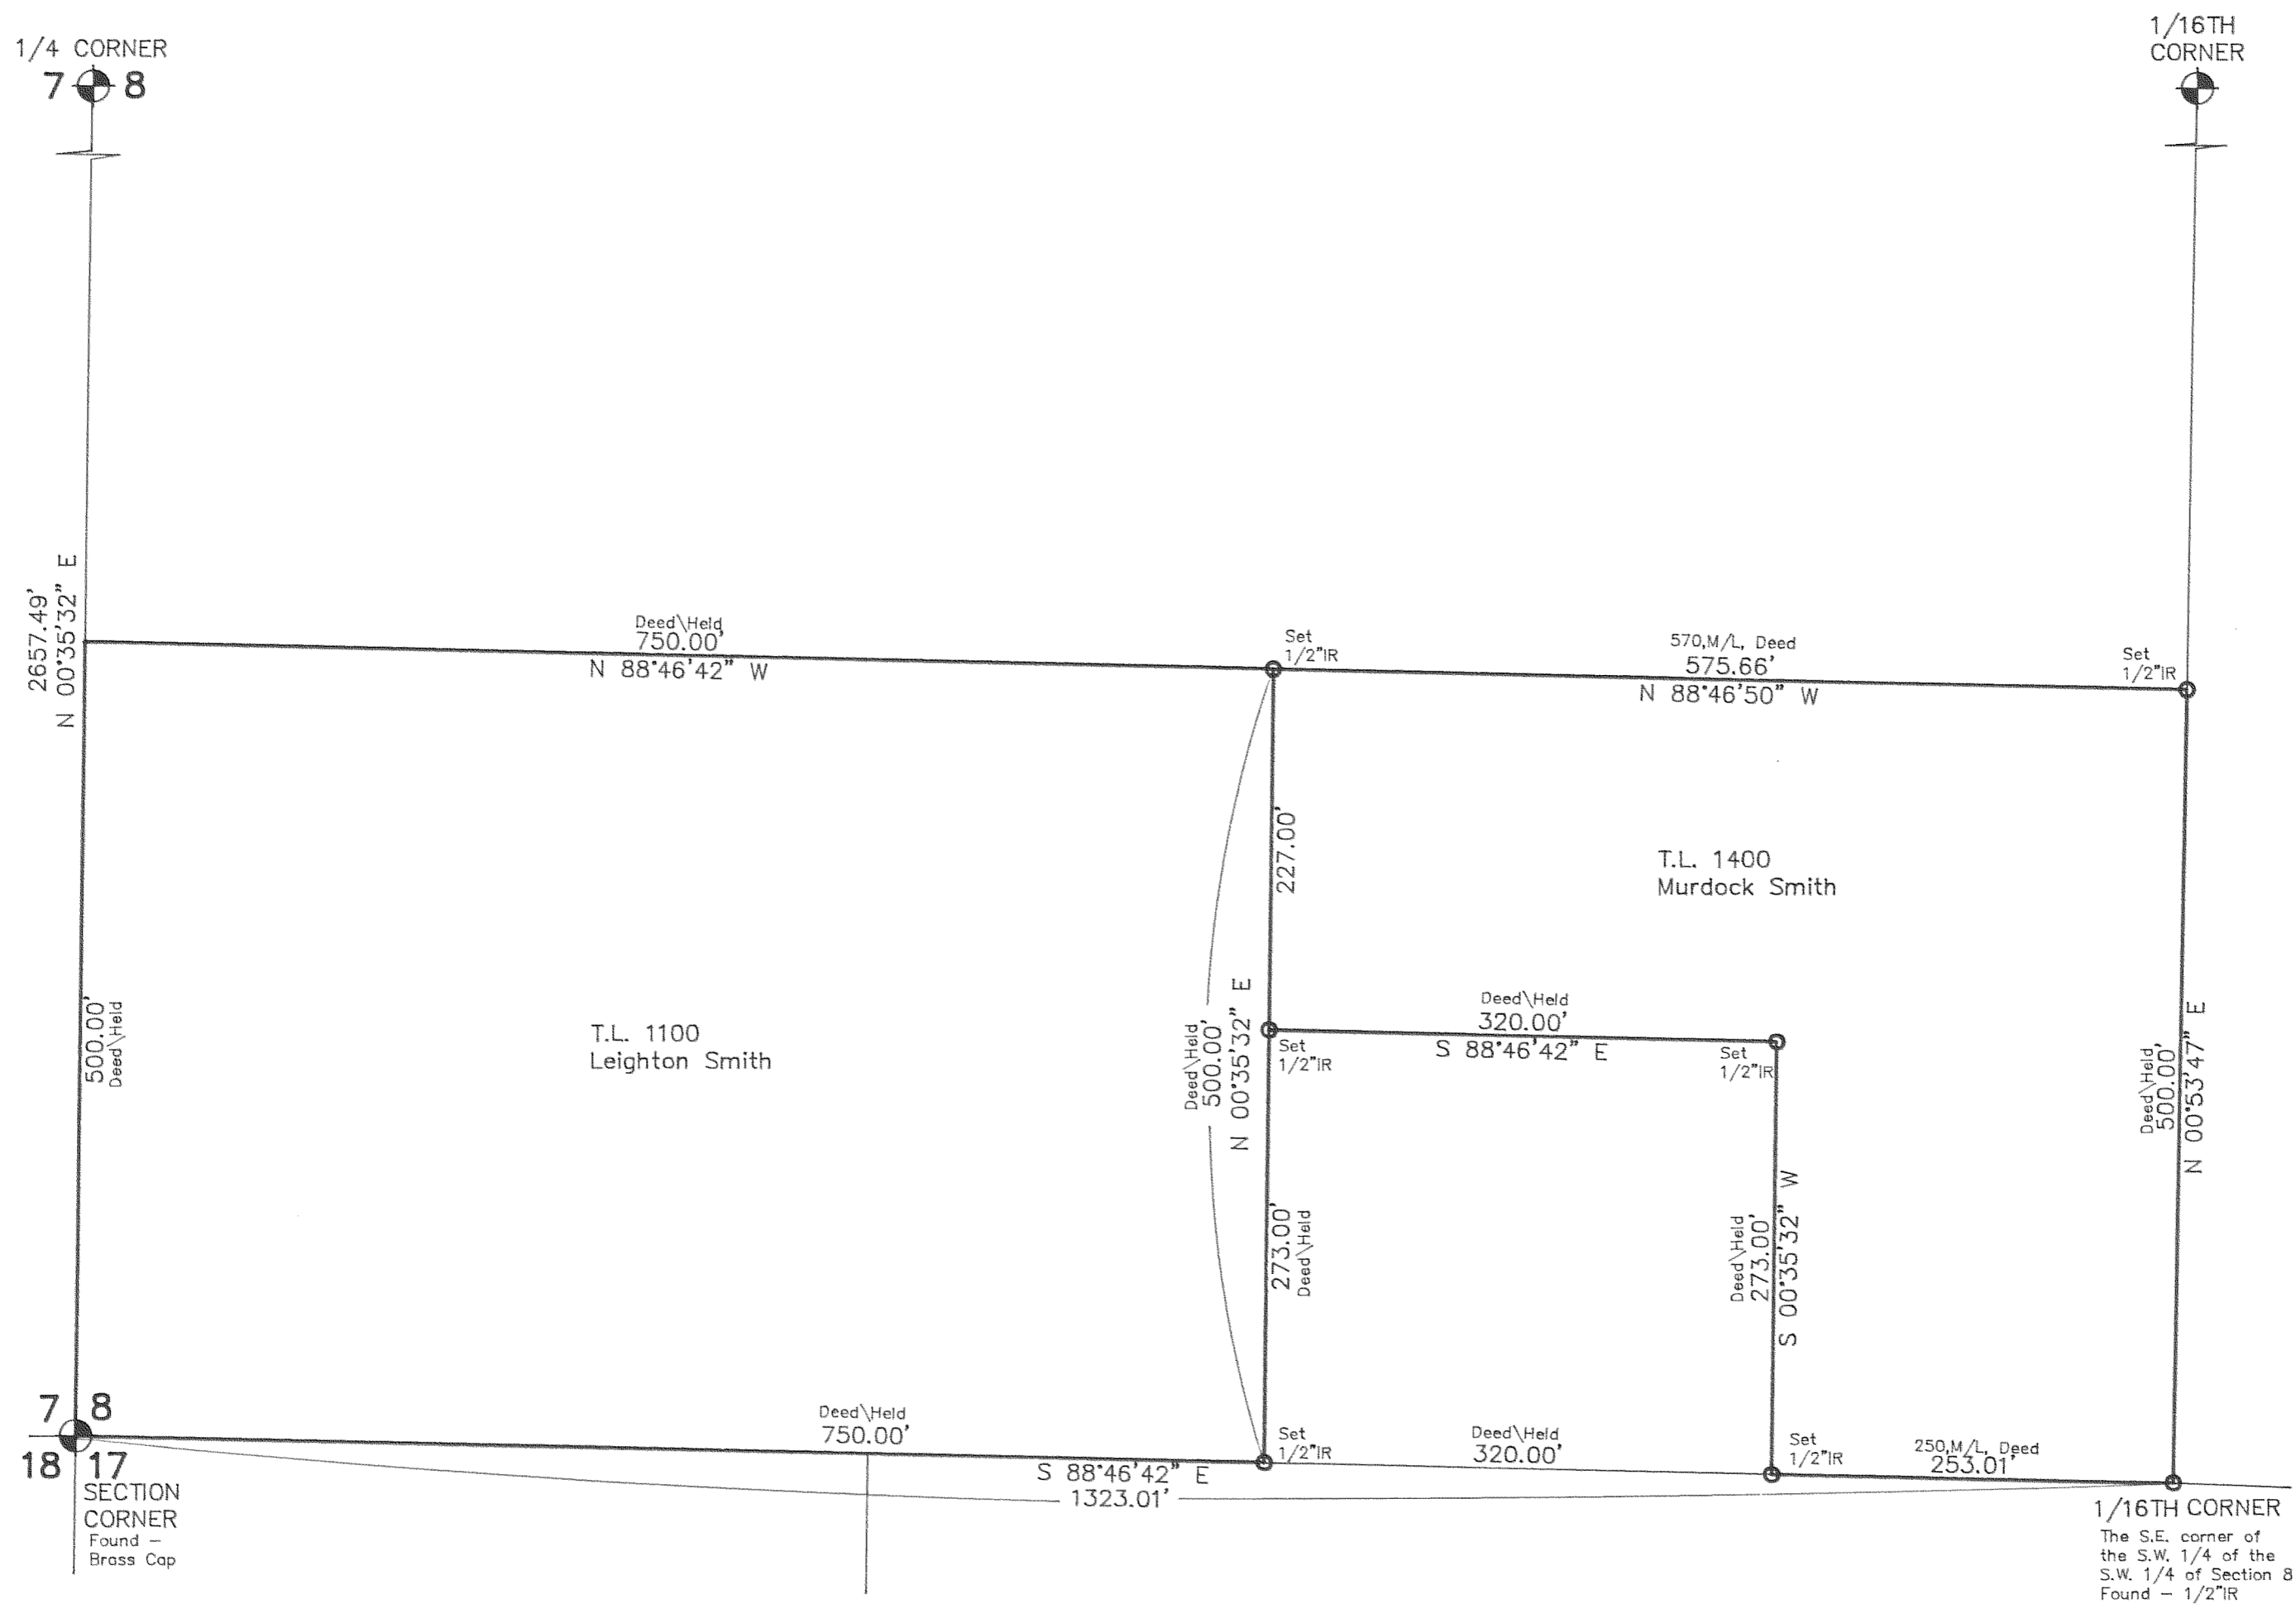 1/4 CORNER
7 8
1/16TH
CORNER
2657.49'
N 00°35'32" E
Deed\Held
750.00'
N 88°46'42" W
Set
1/2"IR
570,M/L, Deed
575.66'
N 88°46'50" W
Set
1/2"IR
227.00'
T.L. 1400
Murdock Smith
500.00'
Deed\Held
T.L. 1100
Leighton Smith
Deed\Held
500.00'
N 00°35'32" E
Deed\Held
320.00'
S 88°46'42" E
Set
1/2"IR
Set
1/2"IR
Deed\Held
500.00'
N 00°53'47" E
273.00'
Deed\Held
Deed\Held
273.00'
S 00°35'32" W
7 8
18 17
SECTION
CORNER
Found –
Brass Cap
Deed\Held
750.00'
S 88°46'42" E
1323.01'
Set
1/2"IR
Deed\Held
320.00'
Set
1/2"IR
250,M/L, Deed
253.01'
1/16TH CORNER
The S.E. corner of
the S.W. 1/4 of the
S.W. 1/4 of Section 8
Found – 1/2"IR